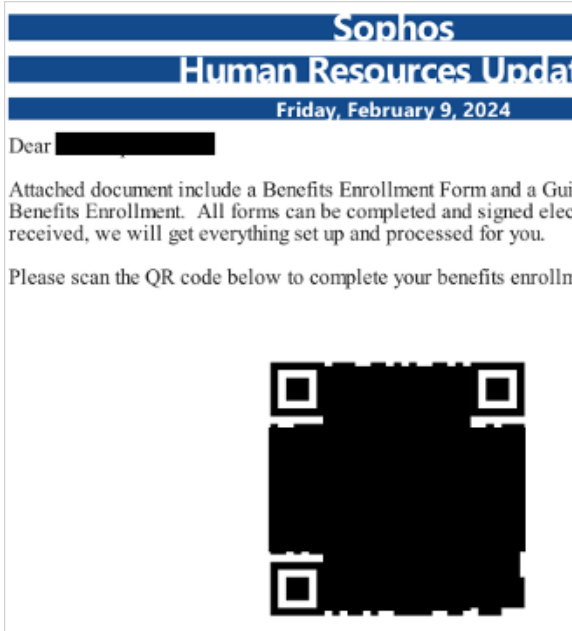 Sophos
Human Resources Updat
Friday, February 9, 2024
Dear
Attached document include a Benefits Enrollment Form and a Gui
Benefits Enrollment. All forms can be completed and signed elec
received, we will get everything set up and processed for you.
Please scan the QR code below to complete your benefits enrollm